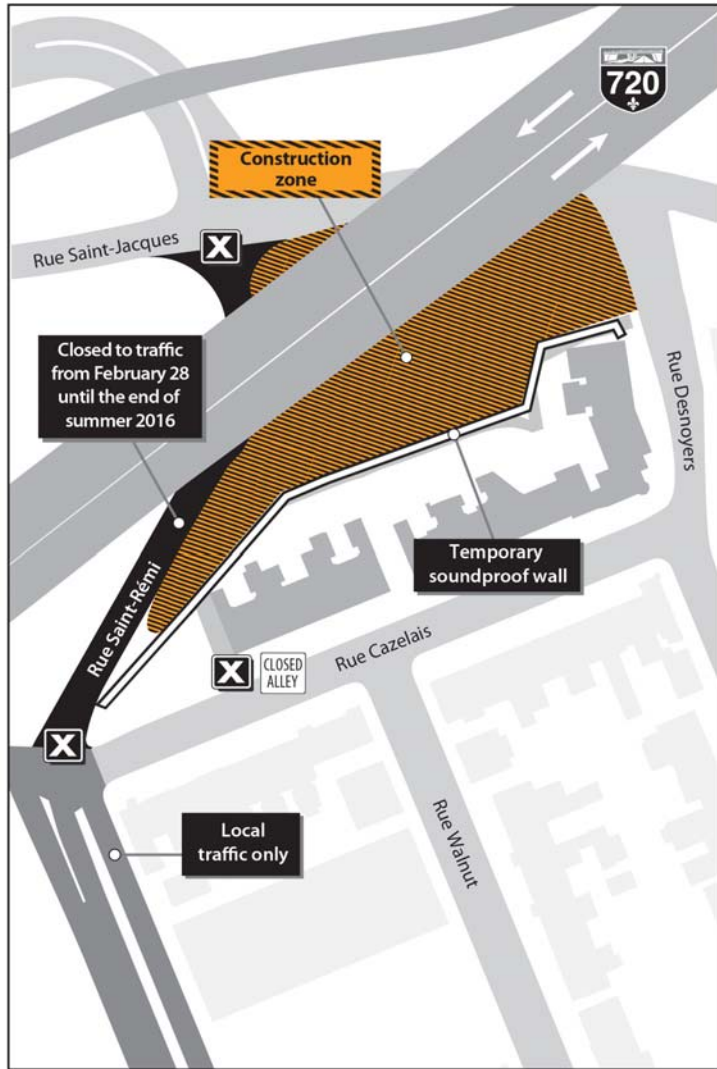 720
Construction
zone
Rue Saint-Jacques
X
Closed to traffic
from February 28
until the end of
summer 2016
Rue Desnoyers
Temporary
soundproof wall
Rue Saint-Rémi
X
CLOSED
ALLEY
Rue Cazelais
X
Local
traffic only
Rue Walnut